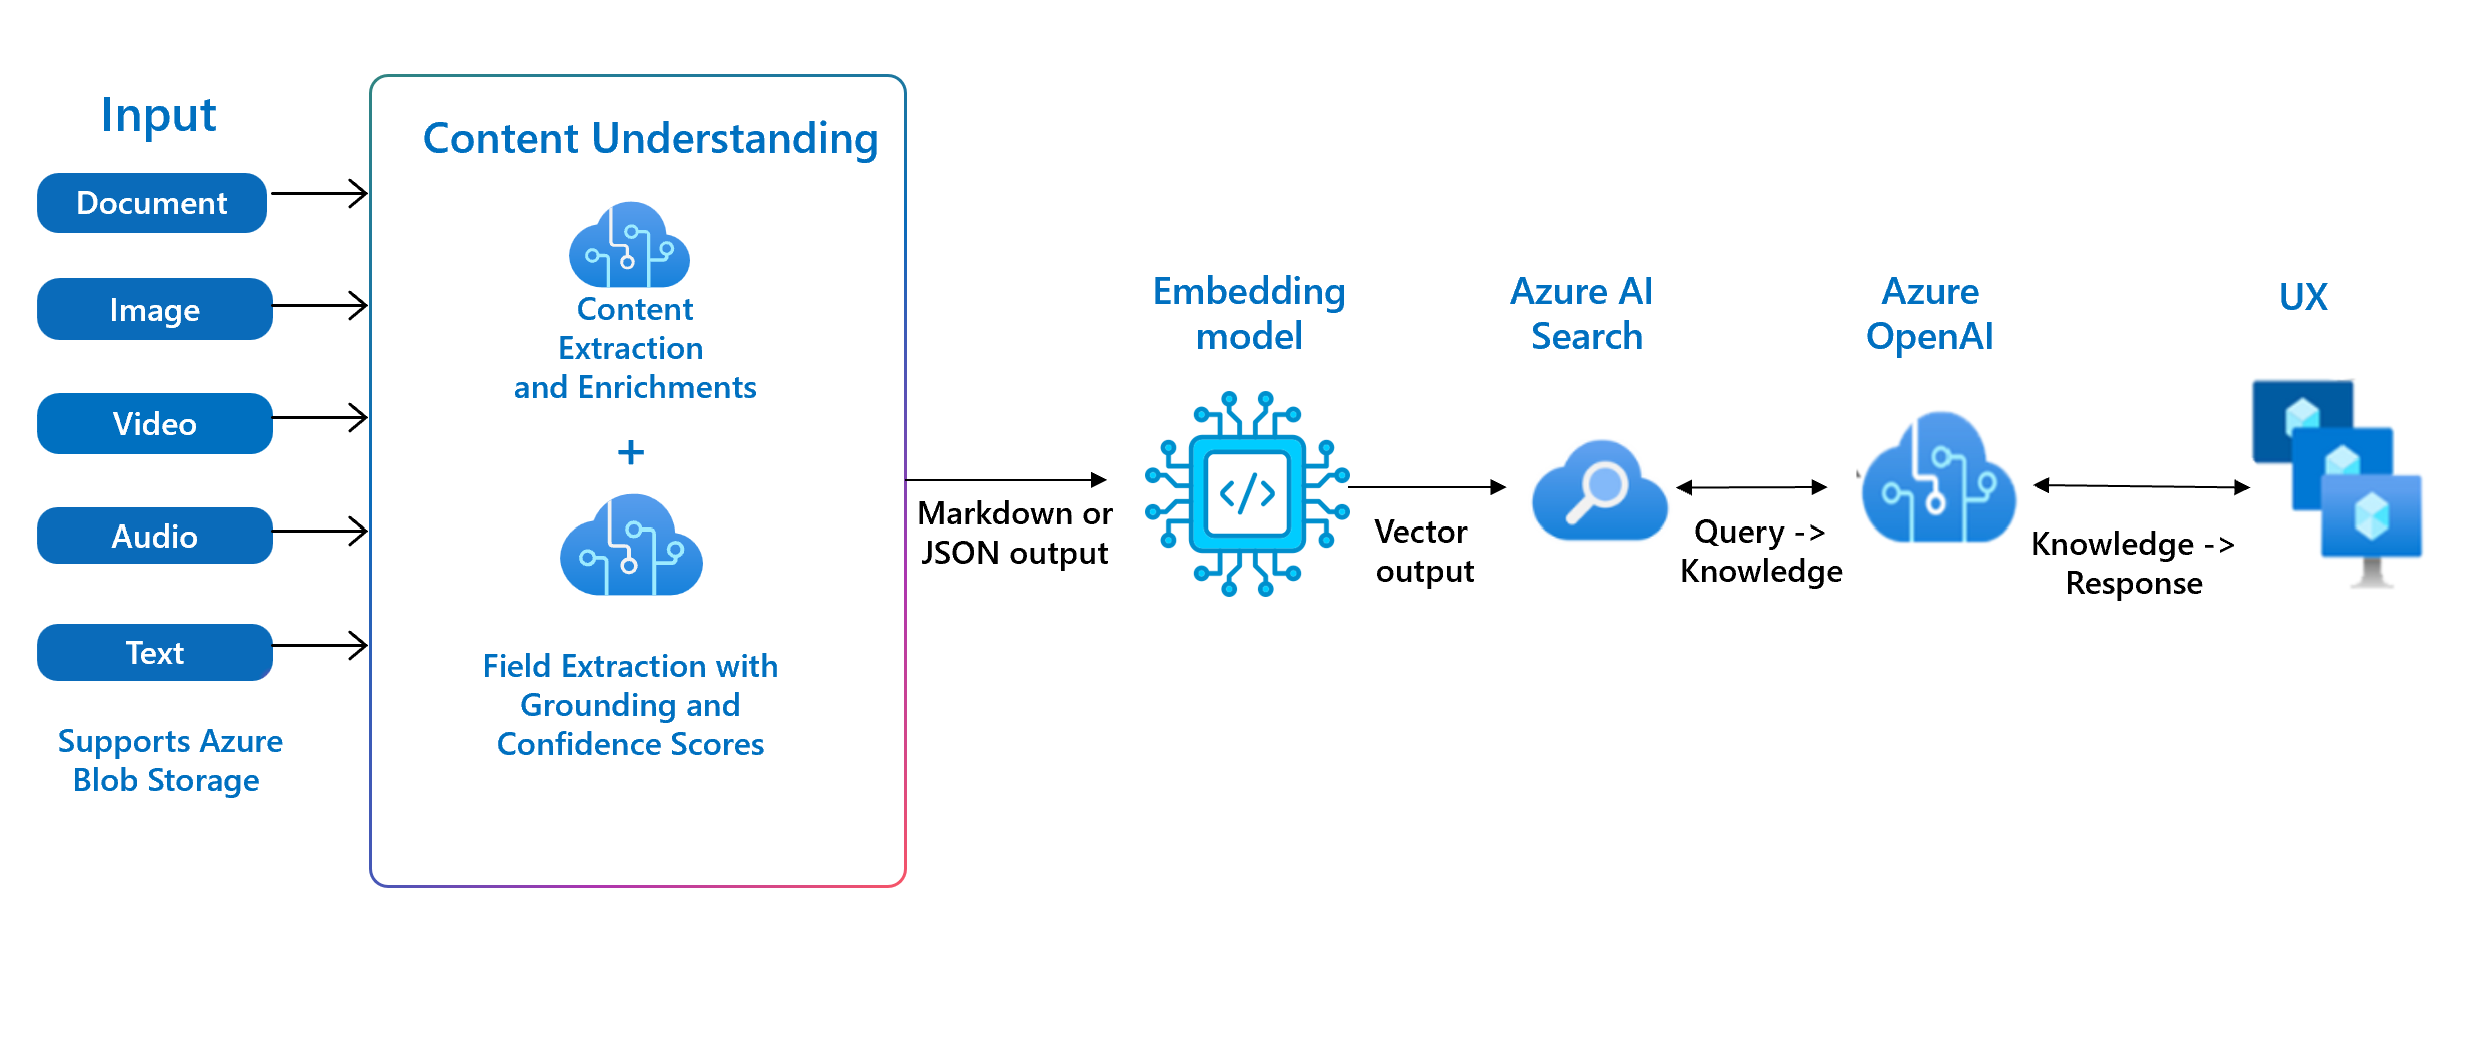 Input
Document
Image
Video
Audio
Text
Supports Azure
Blob Storage
Content Understanding
Content
Extraction
and Enrichments
+
Field Extraction with
Grounding and
Confidence Scores
Markdown or
JSON output
Embedding
model
</>
Vector
output
Azure AI
Search
Query ->
Knowledge
Azure
OpenAI
Knowledge ->
Response
UX